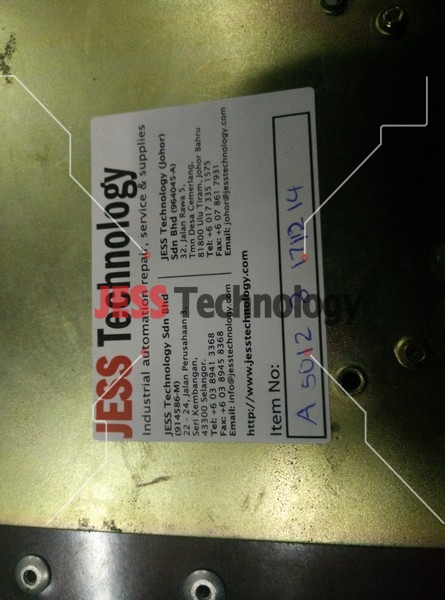 JESS Technology
Industrial automation repair, service & supplies
JESS Technology Sdn Bhd
(914586-M)
22 - 24, Jalan Perusahaan 3,
Seri Kembangan,
43300 Selangor.
Tel: +6 03 8941 3368
Fax: +6 03 8945 8368
Email: info@jesstechnology.com
JESS Technology (Johor)
Sdn Bhd (964045-A)
32, Jalan Rawa 5,
Tmn Desa Cemerlang,
81800 Ulu Tiram, Johor Bahru
Tel: +6 017 335 1575
Fax: +6 07 861 7931
Email: johor@jesstechnology.com
http://www.jesstechnology.com
Item No:
A 5012 171214
JESS Technology